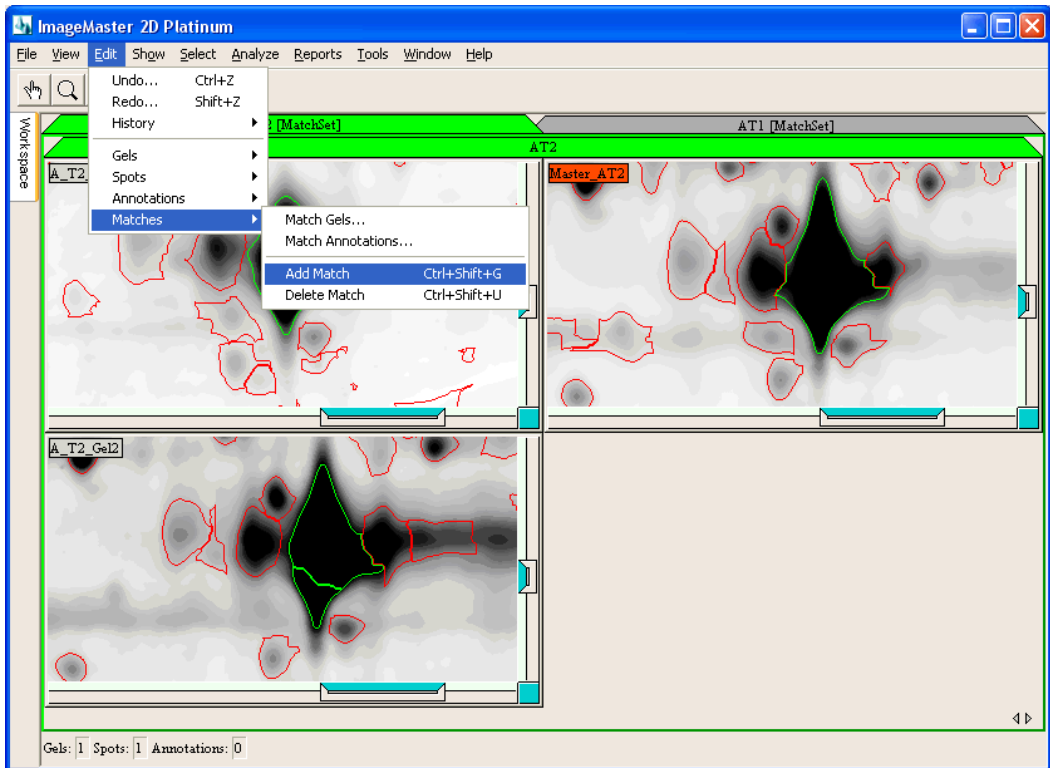 ImageMaster 2D Platinum
File View Edit Show Select Analyze Reports Tools Window Help
Undo... Ctrl+Z
Redo... Shift+Z
History
Gels
Spots
Annotations
Matches
Match Gels...
Match Annotations...
Add Match Ctrl+Shift+G
Delete Match Ctrl+Shift+U
Workspace
[MatchSet]
AT1 [MatchSet]
AT2
A_T2
Master_AT2
A_T2_Gel2
Gels: 1 Spots: 1 Annotations: 0